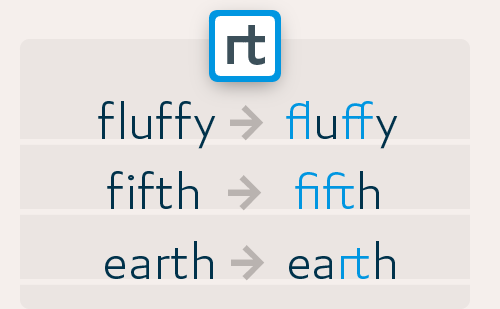 rt
fluffy → fluffy
fifth → fifth
earth → earth